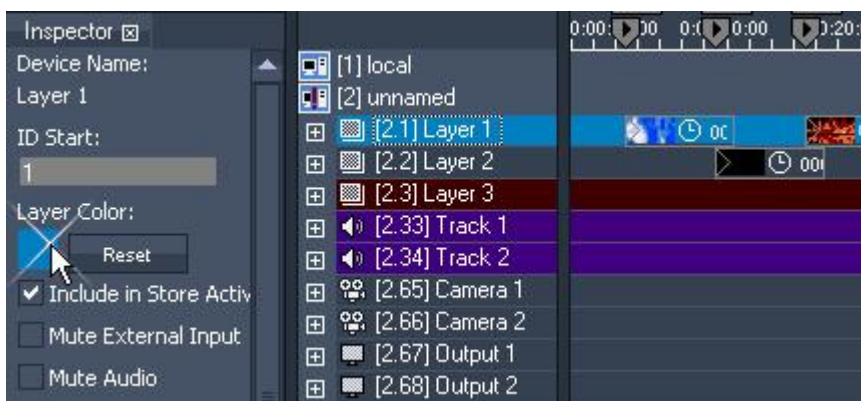 Inspector
Device Name:
Layer 1
ID Start:
1
Layer Color:
Reset
Include in Store Activ
Mute External Input
Mute Audio
[1] local
[2] unnamed
[2.1] Layer 1
[2.2] Layer 2
[2.3] Layer 3
[2.33] Track 1
[2.34] Track 2
[2.65] Camera 1
[2.66] Camera 2
[2.67] Output 1
[2.68] Output 2